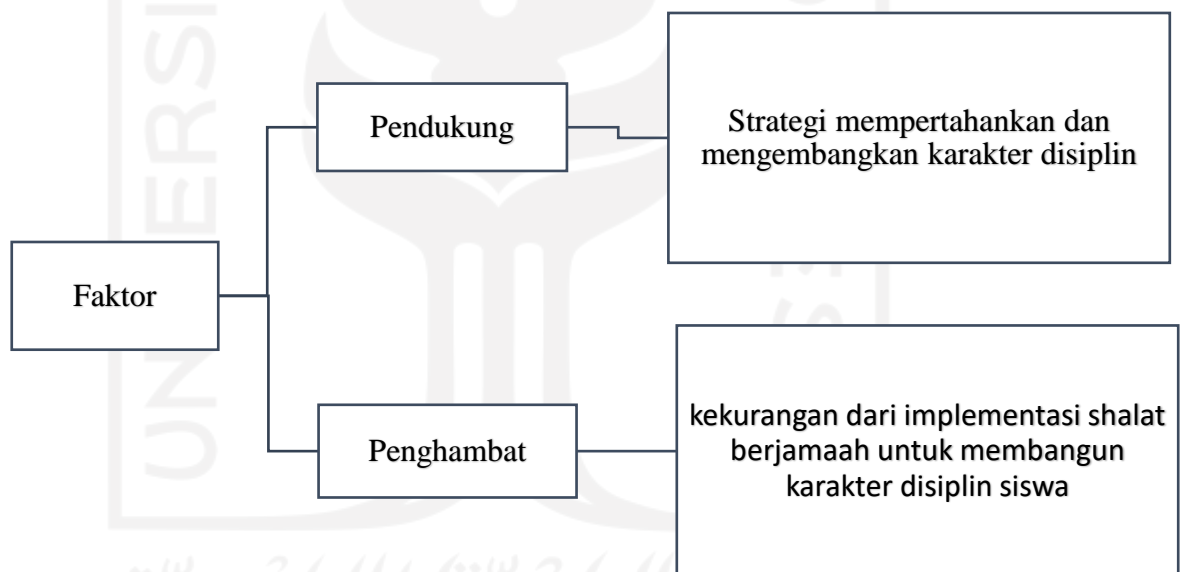 Faktor
Pendukung
Strategi mempertahankan dan
mengembangkan karakter disiplin
Penghambat
kekurangan dari implementasi shalat
berjamaah untuk membangun
karakter disiplin siswa
UNIVERSI